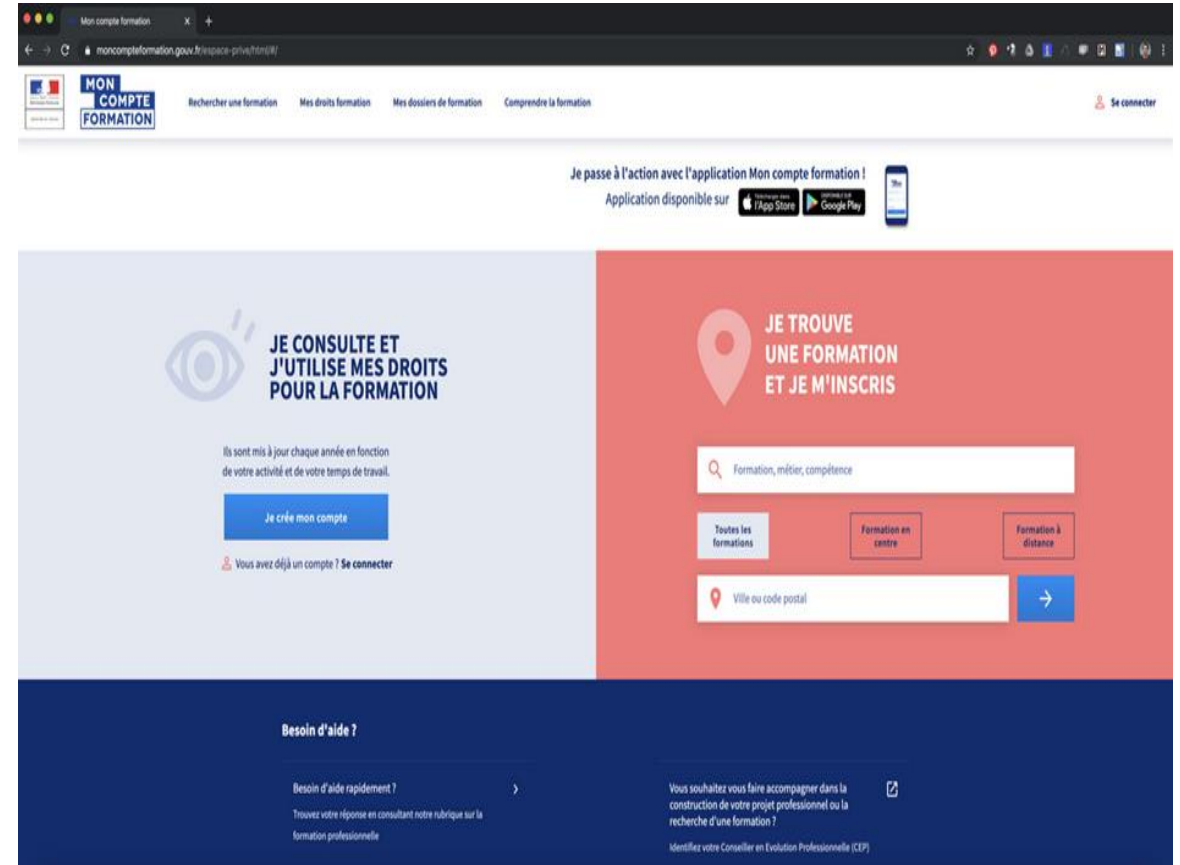 Mon compte formation
moncompteformation.gouv.fr/espace-prive/html/#/
MON
COMPTE
FORMATION
Rechercher une formation
Mes droits formation
Mes dossiers de formation
Comprendre la formation
Se connecter
Je passe à l'action avec l'application Mon compte formation !
Application disponible sur
l'App Store
Google Play
JE CONSULTE ET
J'UTILISE MES DROITS
POUR LA FORMATION
Ils sont mis à jour chaque année en fonction
de votre activité et de votre temps de travail.
Je crée mon compte
Vous avez déjà un compte ? Se connecter
JE TROUVE
UNE FORMATION
ET JE M'INSCRIS
Formation, métier, compétence
Toutes les
formations
Formation en
centre
Formation à
distance
Ville ou code postal
Besoin d'aide ?
Besoin d'aide rapidement ?
Trouvez votre réponse en consultant notre rubrique sur la
formation professionnelle
Vous souhaitez vous faire accompagner dans la
construction de votre projet professionnel ou la
recherche d'une formation ?
Identifiez votre Conseiller en Evolution Professionnelle (CEP)